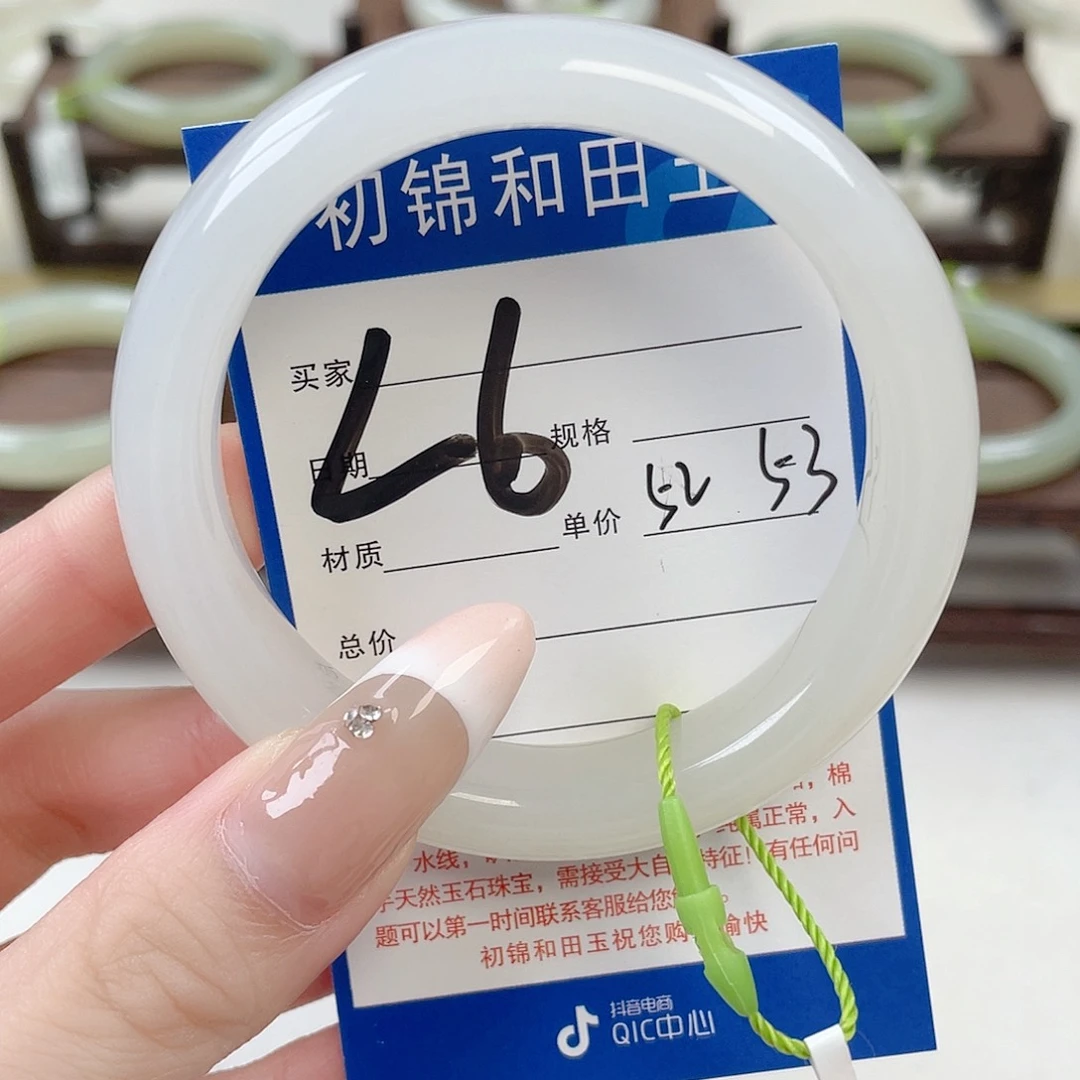 初锦和田玉
L6
买家
日期
规格
52 53
材质
单价
总价
，棉
属正常，入
水线，
天然玉石珠宝，需接受大自 特征！有任何问
题可以第一时间联系客服给您
初锦和田玉祝您购 愉快
抖音电商
QIC中心